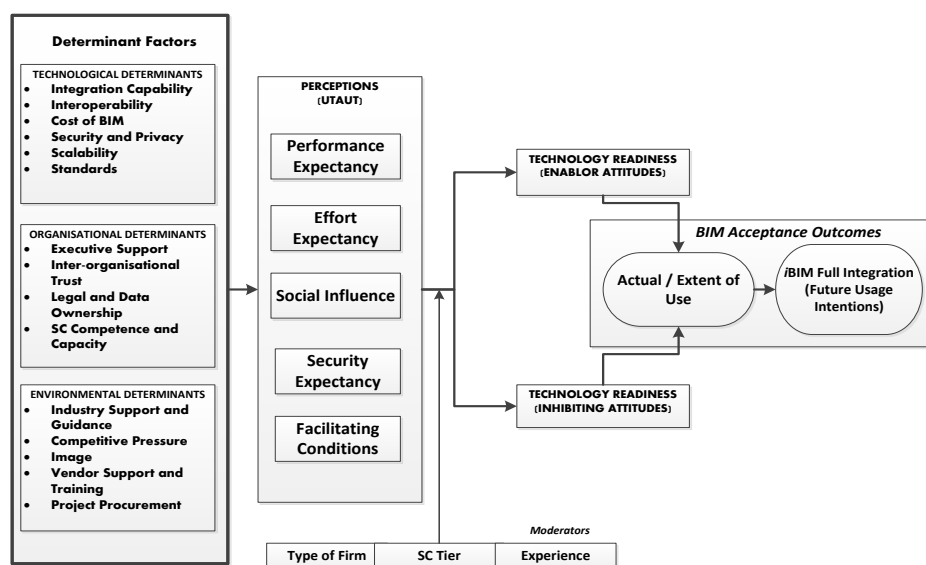 Determinant Factors
TECHNOLOGICAL DETERMINANTS
• Integration Capability
• Interoperability
• Cost of BIM
• Security and Privacy
• Scalability
• Standards
ORGANISATIONAL DETERMINANTS
• Executive Support
• Inter-organisational
Trust
• Legal and Data
Ownership
• SC Competence and
Capacity
ENVIRONMENTAL DETERMINANTS
• Industry Support and
Guidance
• Competitive Pressure
• Image
• Vendor Support and
Training
• Project Procurement
PERCEPTIONS
(UTAUT)
Performance
Expectancy
Effort
Expectancy
Social Influence
Security
Expectancy
Facilitating
Conditions
TECHNOLOGY READINESS
(ENABLOR ATTITUDES)
BIM Acceptance Outcomes
Actual / Extent of
Use
iBIM Full Integration
(Future Usage
Intentions)
TECHNOLOGY READINESS
(INHIBITING ATTITUDES)
Moderators
Type of Firm SC Tier Experience